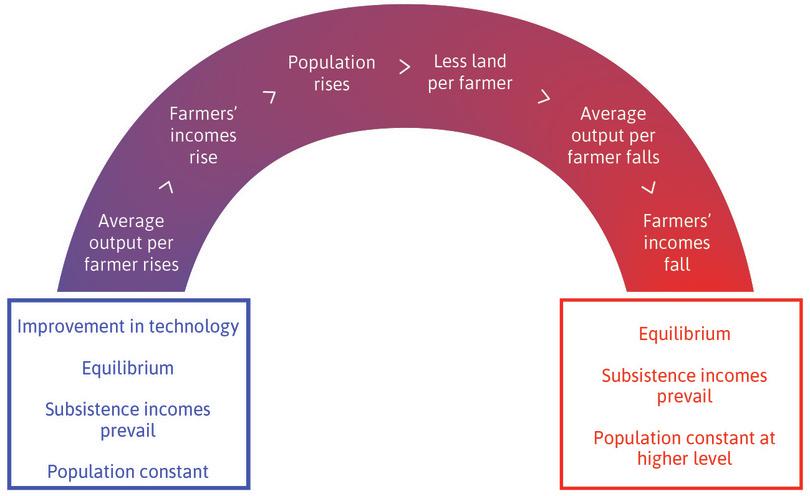 Average
output per
farmer rises
>
Farmers’
incomes
rise
>
Population
rises
>
Less land
per farmer
>
Average
output per
farmer falls
>
Farmers’
incomes
fall
Improvement in technology
Equilibrium
Subsistence incomes
prevail
Population constant
Equilibrium
Subsistence incomes
prevail
Population constant at
higher level